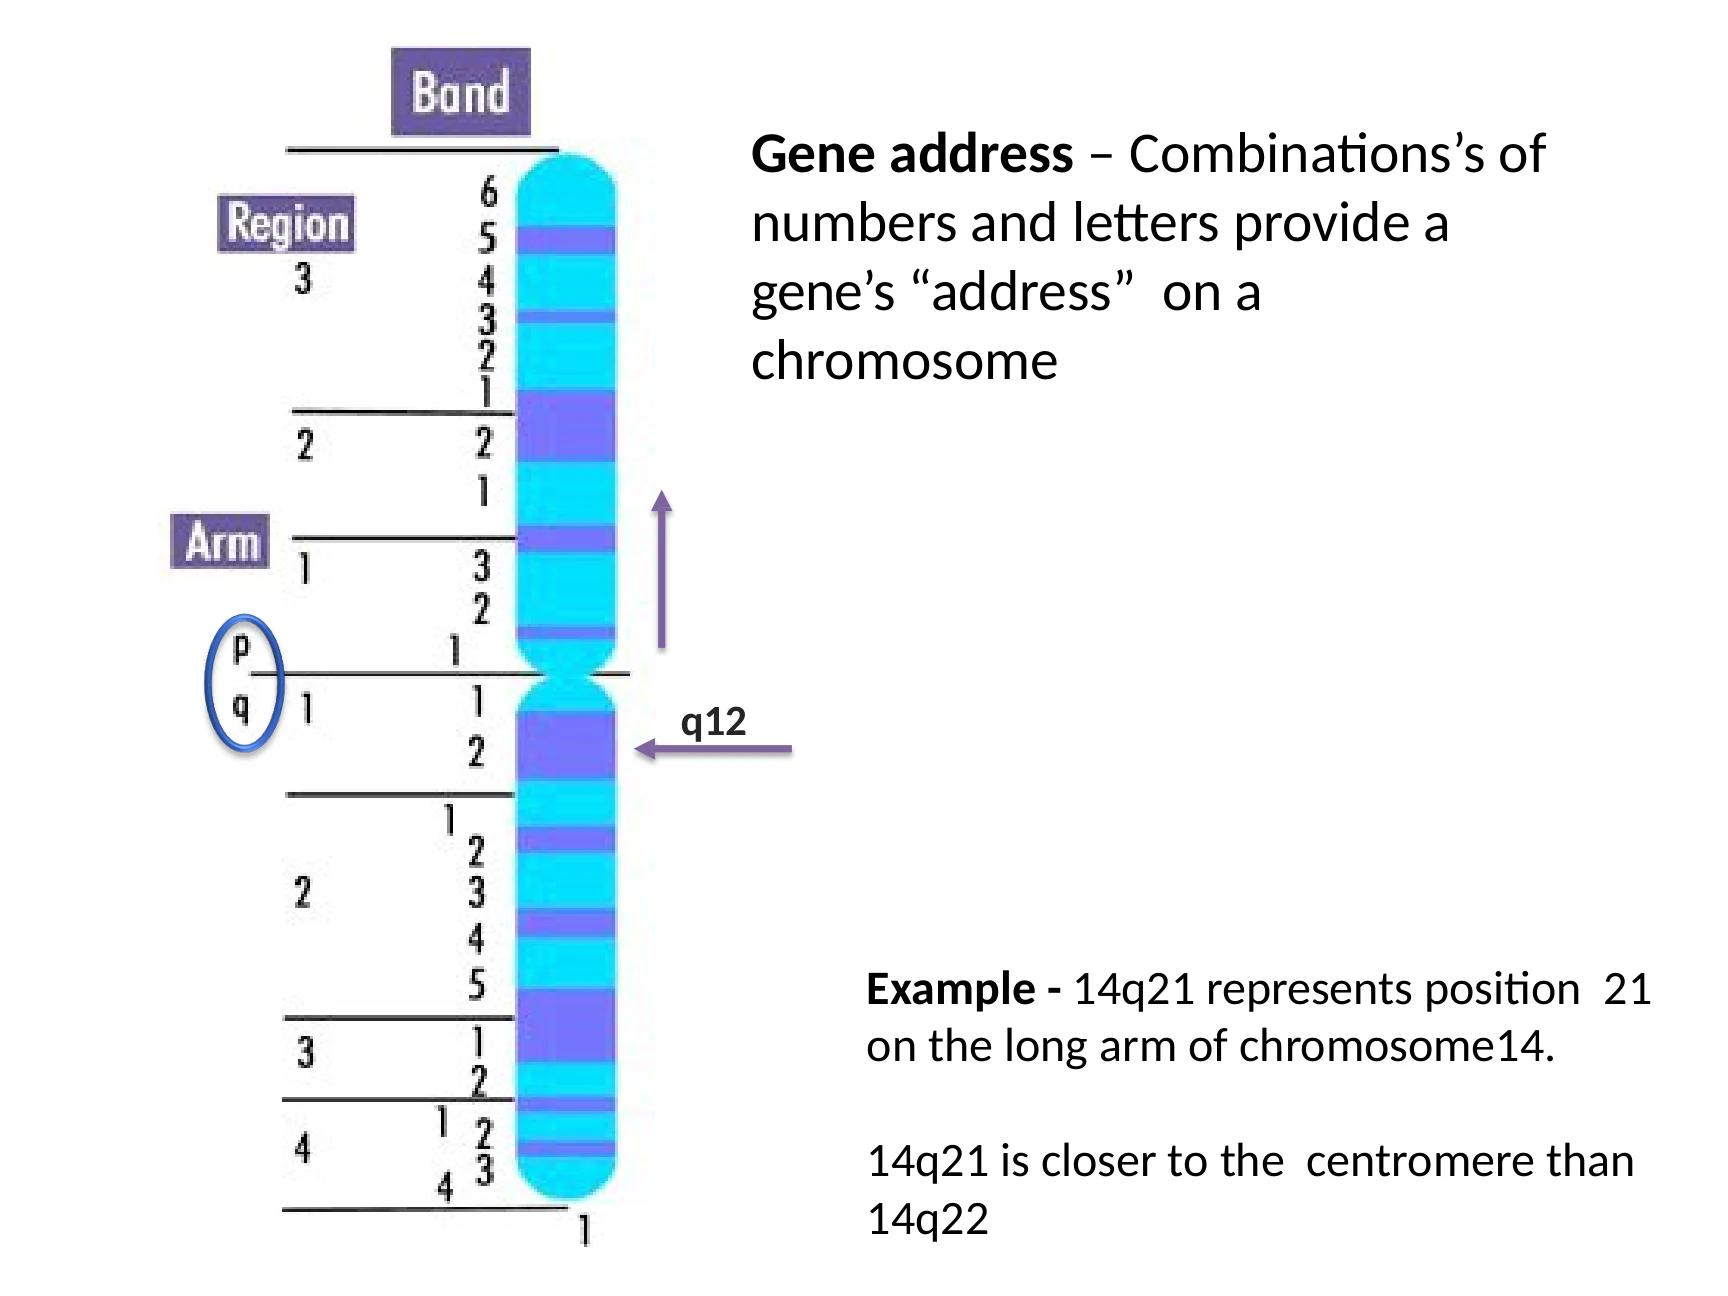 Band
Gene address – Combinations’s of
numbers and letters provide a
gene’s “address”  on a
chromosome
Region
6
5
3 4
3
2
1
2 2
1
Arm
1 3
2
p 1
q 1 1
q12
2
1
2
2 3
4
5
Example - 14q21 represents position  21
on the long arm of chromosome14.
3 1
2
1 2
4 3
4
14q21 is closer to the  centromere than
14q22
1